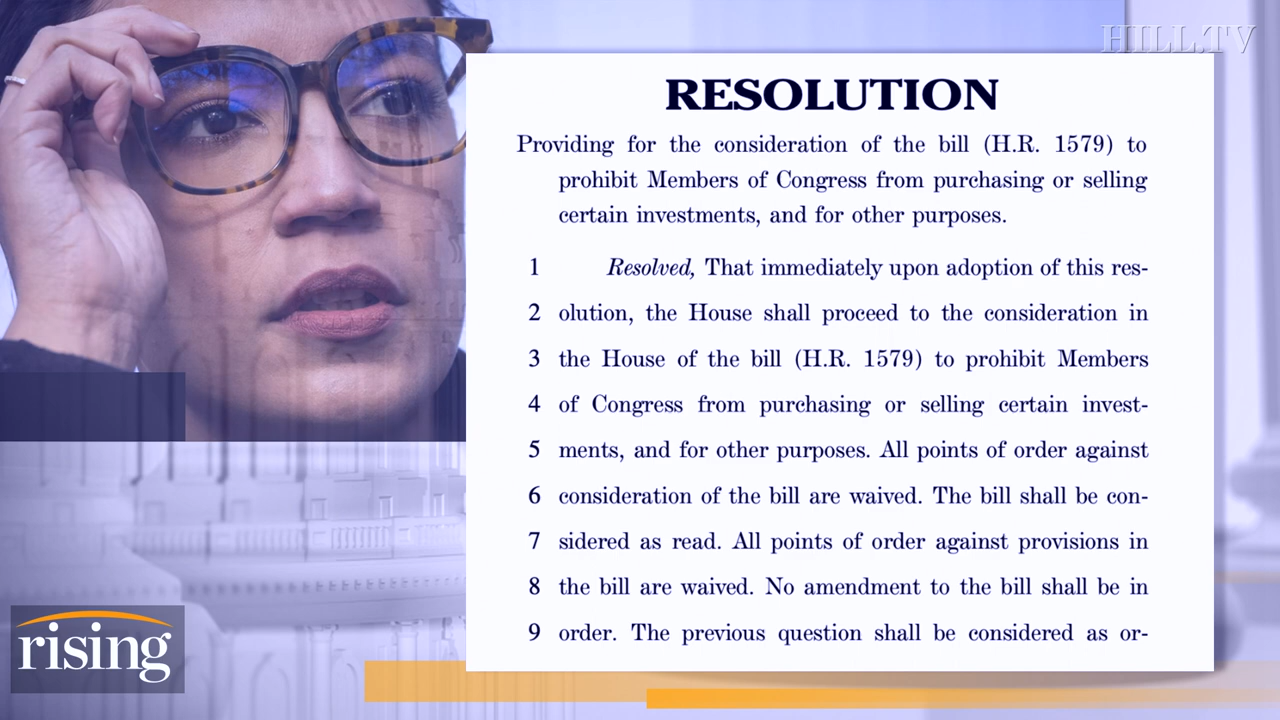 HILL.TV
RESOLUTION
Providing for the consideration of the bill (H.R. 1579) to
prohibit Members of Congress from purchasing or selling
certain investments, and for other purposes.
1 Resolved, That immediately upon adoption of this res-
2 olution, the House shall proceed to the consideration in
3 the House of the bill (H.R. 1579) to prohibit Members
4 of Congress from purchasing or selling certain invest-
5 ments, and for other purposes. All points of order against
6 consideration of the bill are waived. The bill shall be con-
7 sidered as read. All points of order against provisions in
8 the bill are waived. No amendment to the bill shall be in
9 order. The previous question shall be considered as or-
rising